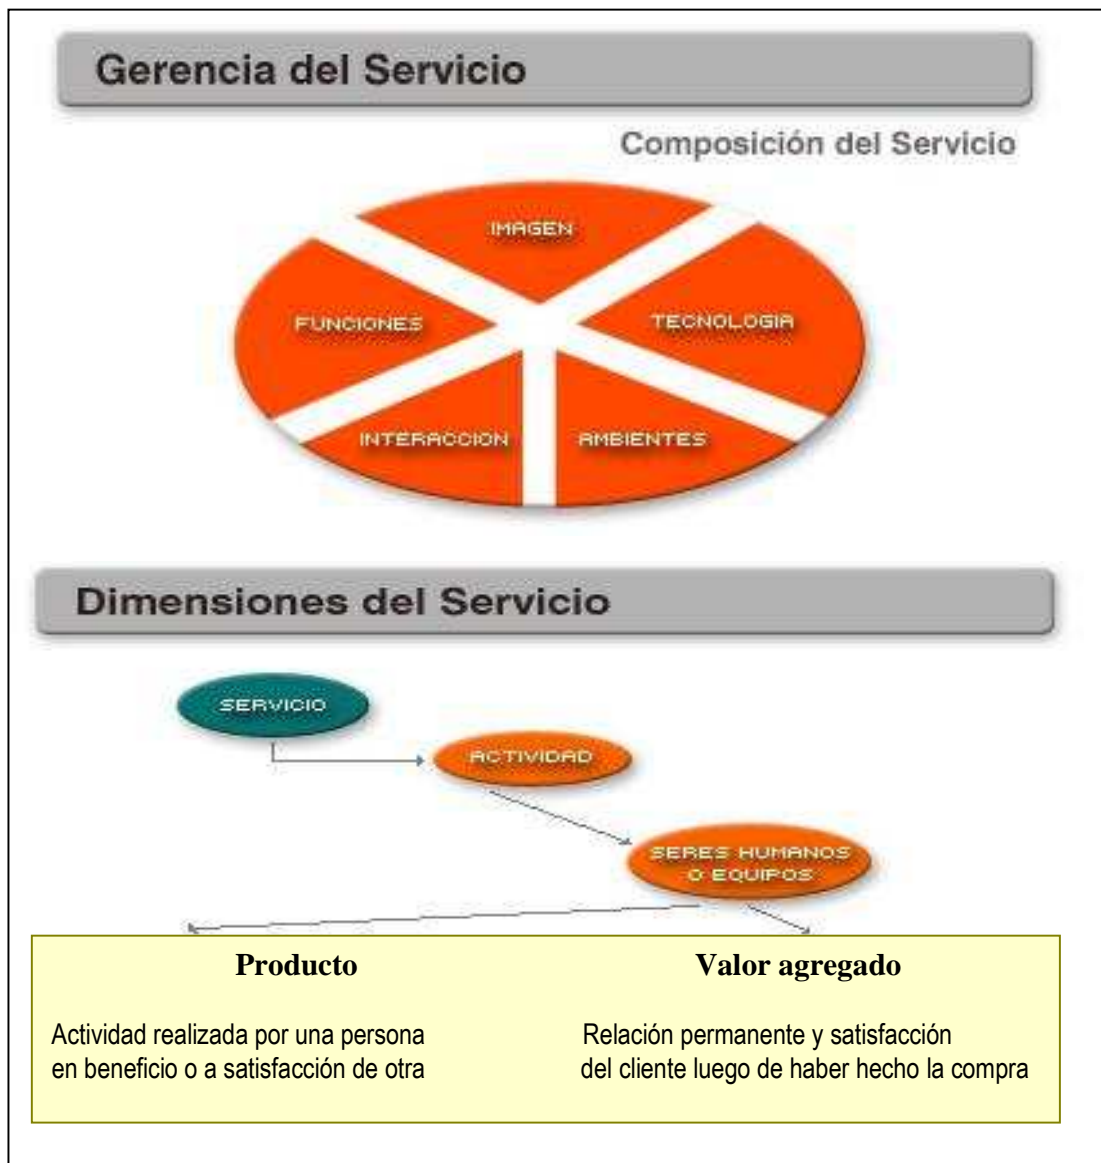 Gerencia del Servicio
Composición del Servicio
IMAGEN
FUNCIONES
TECNOLOGIA
INTERACCION
AMBIENTES
Dimensiones del Servicio
SERVICIO
ACTIVIDAD
SERES HUMANOS
O EQUIPOS
Producto
Actividad realizada por una persona
en beneficio o a satisfacción de otra
Valor agregado
Relación permanente y satisfacción
del cliente luego de haber hecho la compra